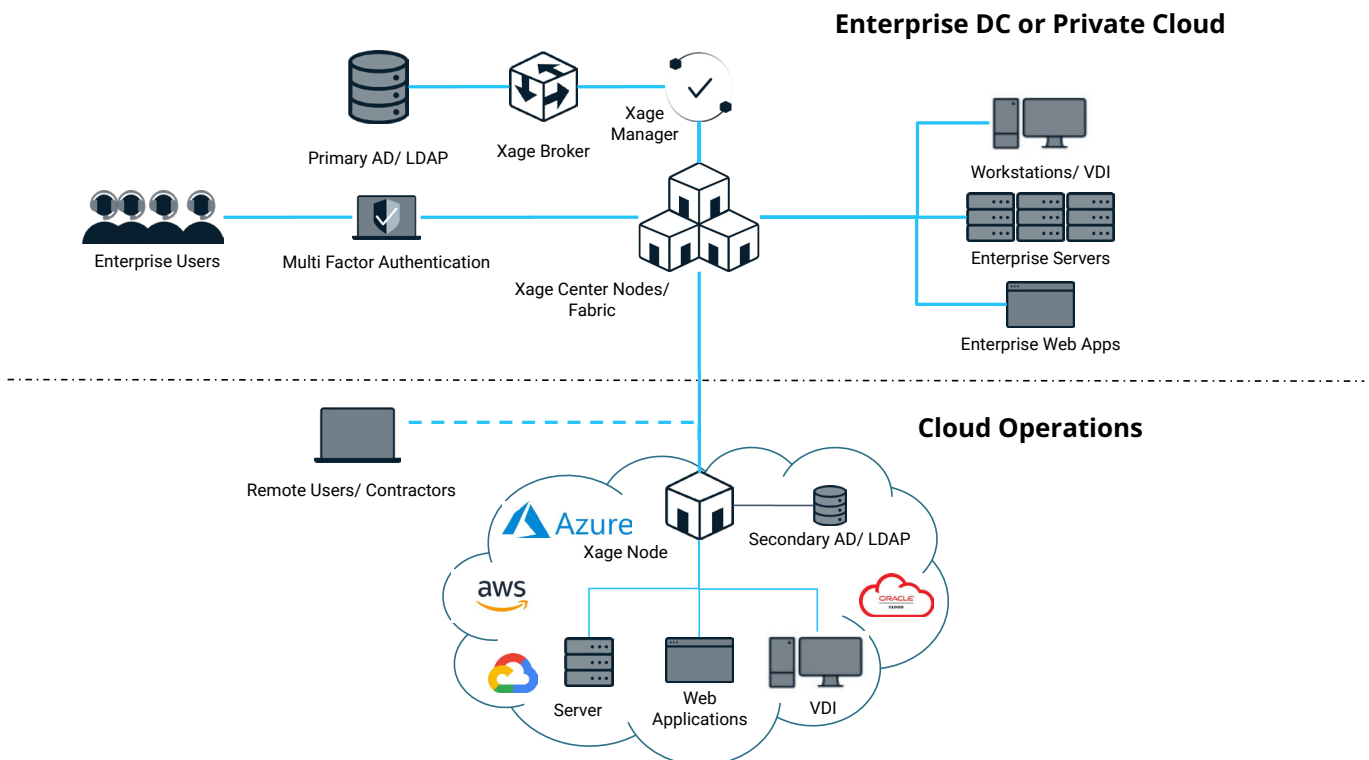 Enterprise DC or Private Cloud
Primary AD/ LDAP
Xage Broker
Xage
Manager
Workstations/ VDI
Enterprise Users
Multi Factor Authentication
Xage Center Nodes/
Fabric
Enterprise Servers
Enterprise Web Apps
Cloud Operations
Remote Users/ Contractors
Azure
Xage Node
Secondary AD/ LDAP
aws
ORACLE
CLOUD
Server
Web
Applications
VDI